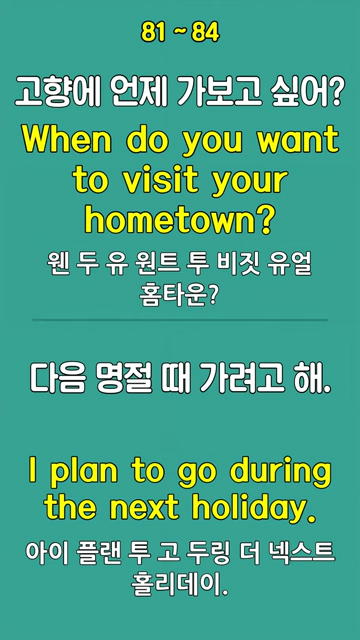 81 ~ 84
고향에 언제 가보고 싶어?
When do you want
to visit your
hometown?
웬 두 유 원트 투 비짓 유얼
홈타운?
다음 명절 때 가려고 해.
I plan to go during
the next holiday.
아이 플랜 투 고 두링 더 넥스트
홀리데이.